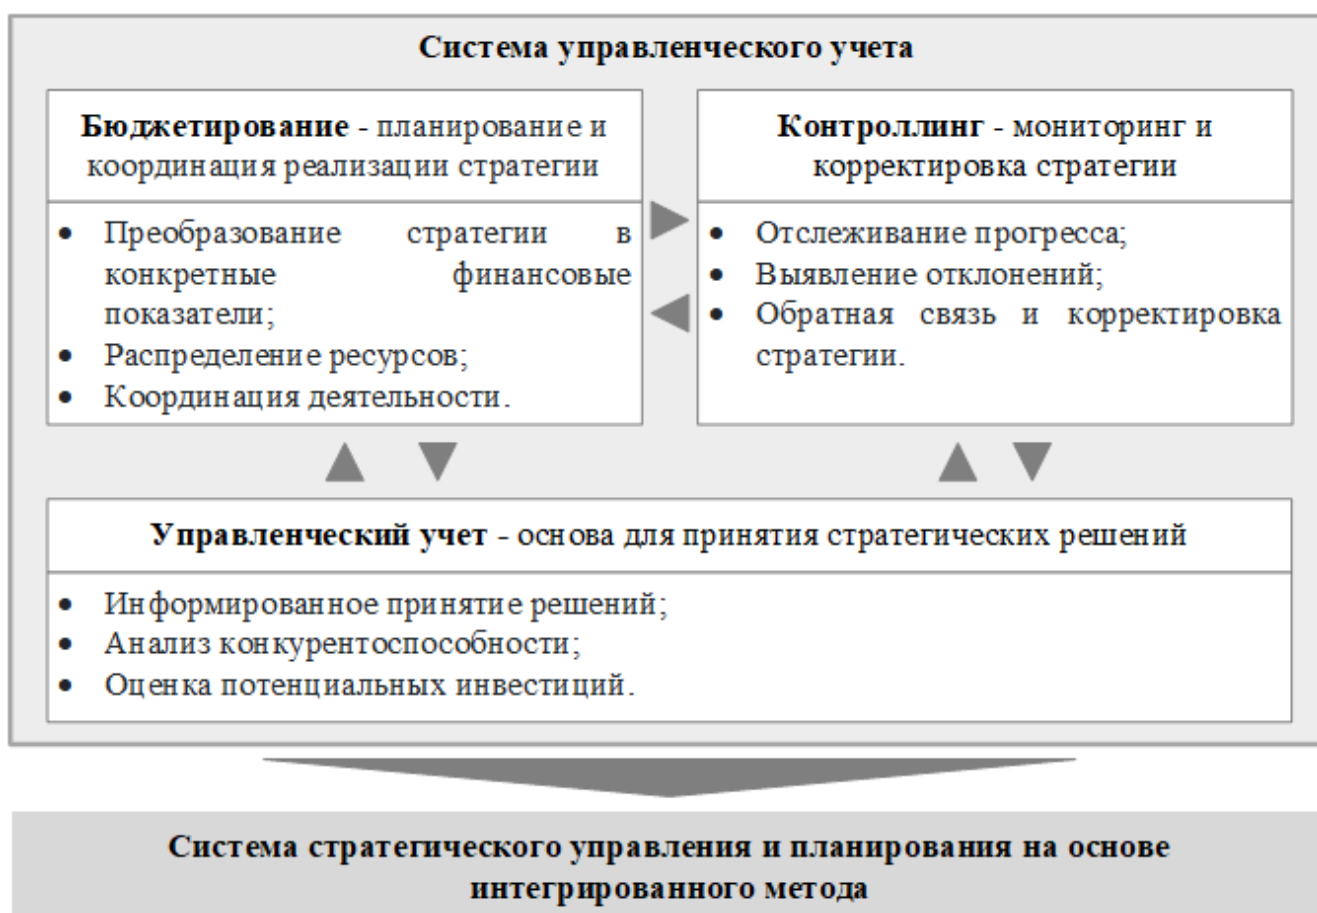 Система управленческого учета
Бюджетирование - планирование и
координация реализации стратегии
• Преобразование стратегии в
конкретные финансовые
показатели;
• Распределение ресурсов;
• Координация деятельности.
Контроллинг - мониторинг и
корректировка стратегии
• Отслеживание прогресса;
• Выявление отклонений;
• Обратная связь и корректировка
стратегии.
Управленческий учет - основа для принятия стратегических решений
• Информированное принятие решений;
• Анализ конкурентоспособности;
• Оценка потенциальных инвестиций.
Система стратегического управления и планирования на основе
интегрированного метода